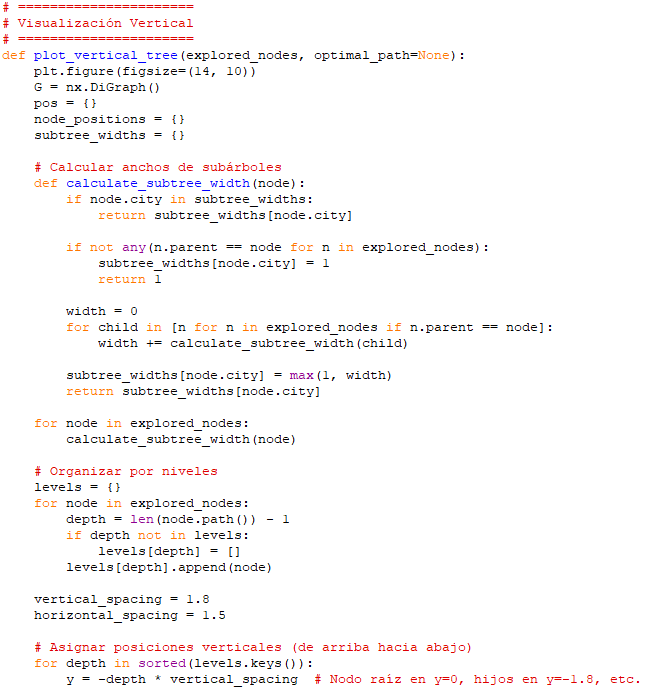 # ======================
# Visualización Vertical
# ======================
def plot_vertical_tree(explored_nodes, optimal_path=None):
    plt.figure(figsize=(14, 10))
    G = nx.DiGraph()
    pos = {}
    node_positions = {}
    subtree_widths = {}

    # Calcular anchos de subárboles
    def calculate_subtree_width(node):
        if node.city in subtree_widths:
            return subtree_widths[node.city]

        if not any(n.parent == node for n in explored_nodes):
            subtree_widths[node.city] = 1
            return 1

        width = 0
        for child in [n for n in explored_nodes if n.parent == node]:
            width += calculate_subtree_width(child)

        subtree_widths[node.city] = max(1, width)
        return subtree_widths[node.city]

    for node in explored_nodes:
        calculate_subtree_width(node)

    # Organizar por niveles
    levels = {}
    for node in explored_nodes:
        depth = len(node.path()) - 1
        if depth not in levels:
            levels[depth] = []
        levels[depth].append(node)

    vertical_spacing = 1.8
    horizontal_spacing = 1.5

    # Asignar posiciones verticales (de arriba hacia abajo)
    for depth in sorted(levels.keys()):
        y = -depth * vertical_spacing  # Nodo raíz en y=0, hijos en y=-1.8, etc.